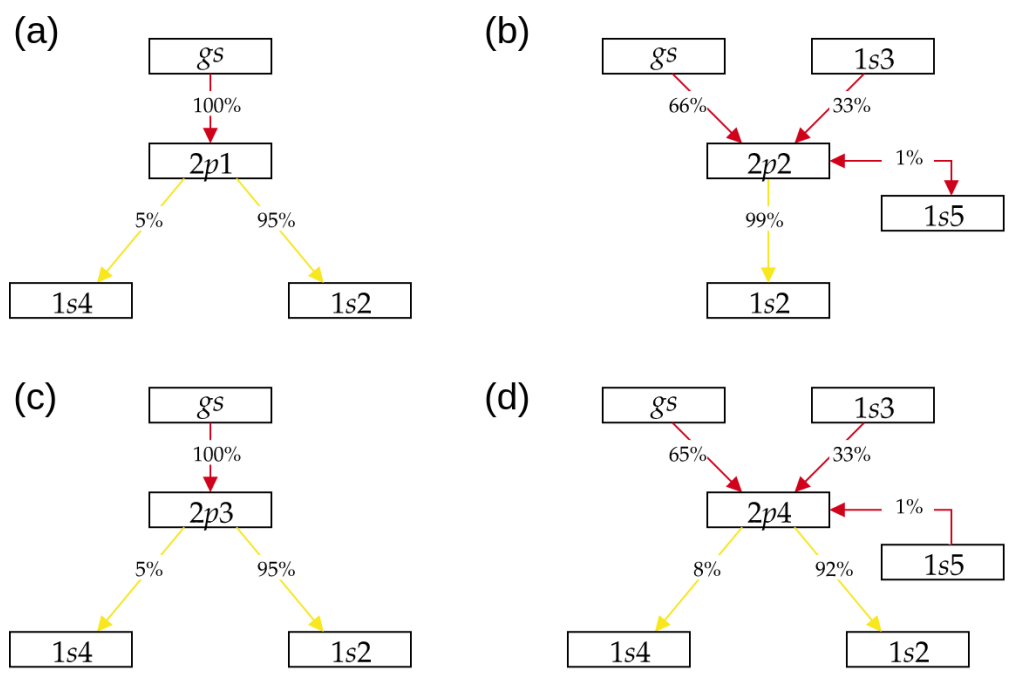 (a)
gs
100%
2p1
5%
95%
1s4
1s2
(b)
gs
1s3
66%
33%
2p2
1%
1s5
99%
1s2
(c)
gs
100%
2p3
5%
95%
1s4
1s2
(d)
gs
1s3
65%
33%
2p4
1%
1s5
8%
92%
1s4
1s2